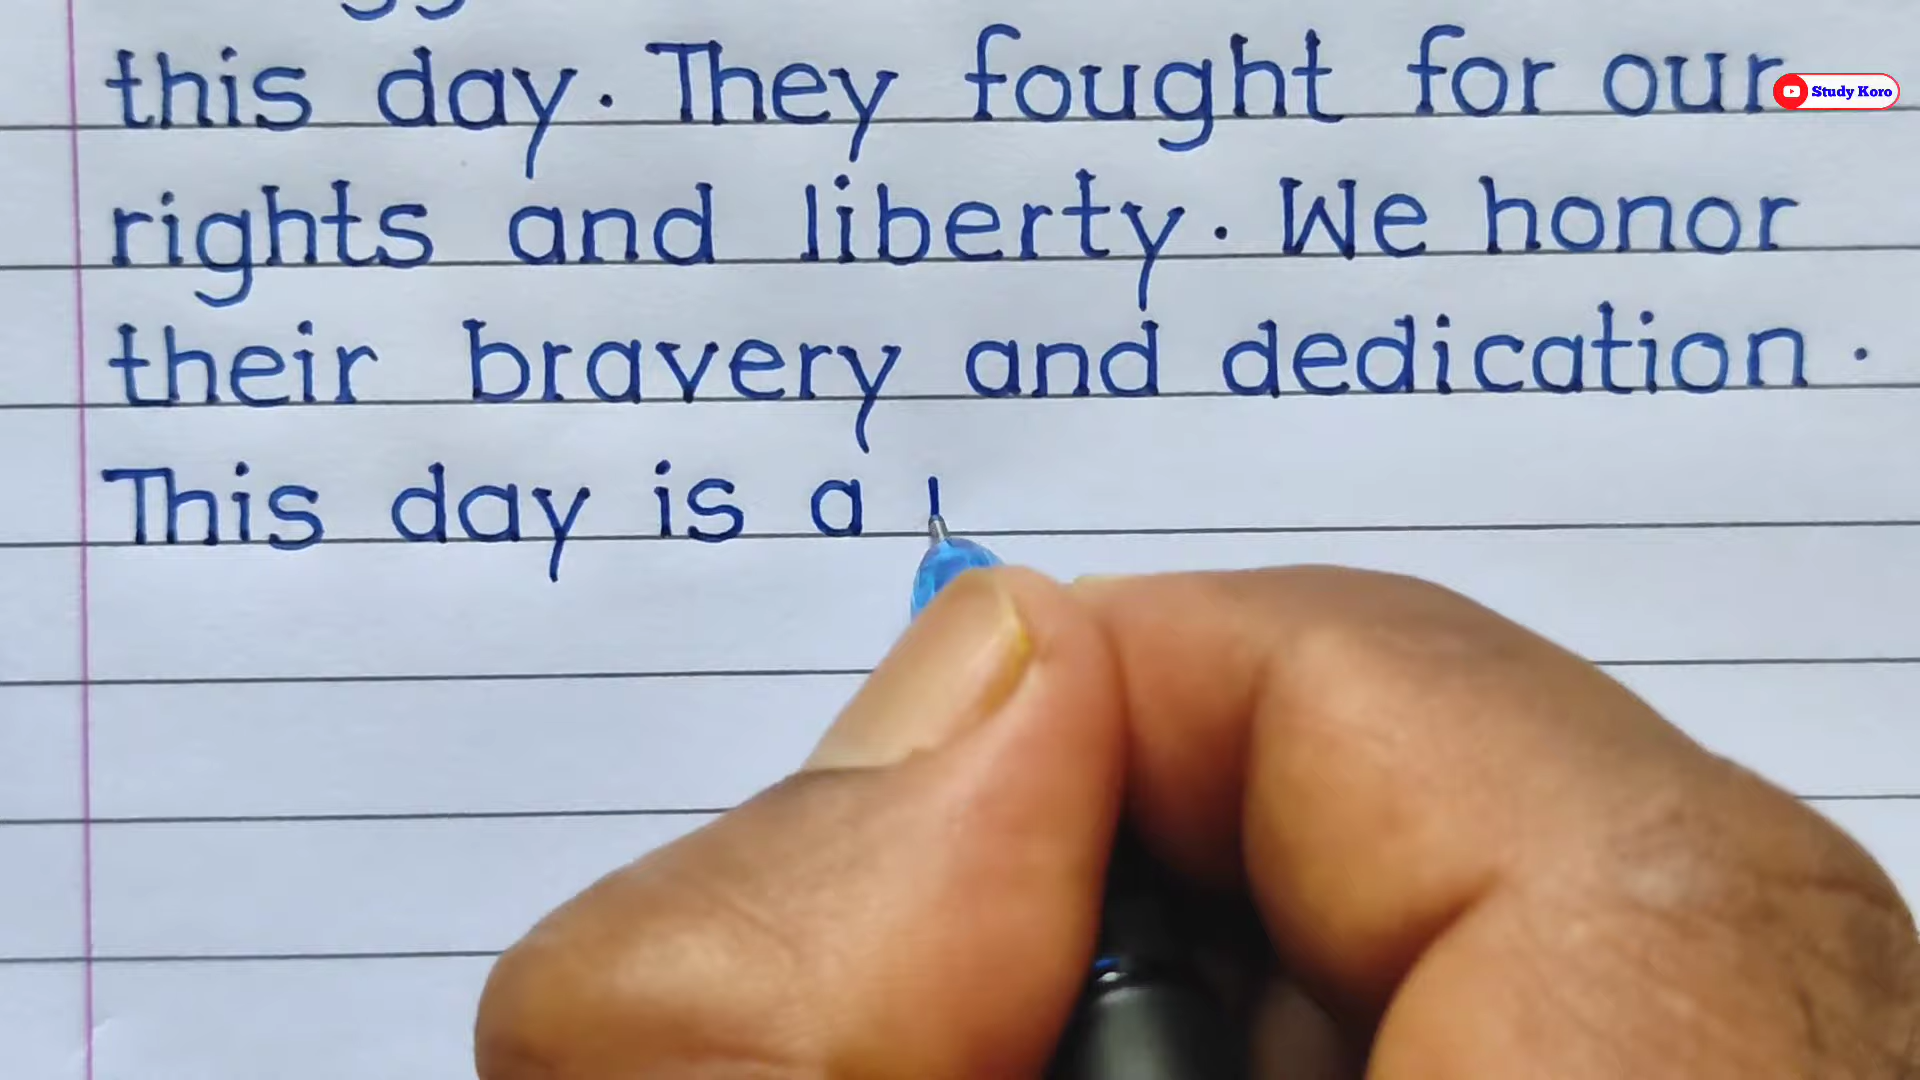 this day. They fought for our
Study Koro
rights and liberty. We honor
their bravery and dedication.
This day is a